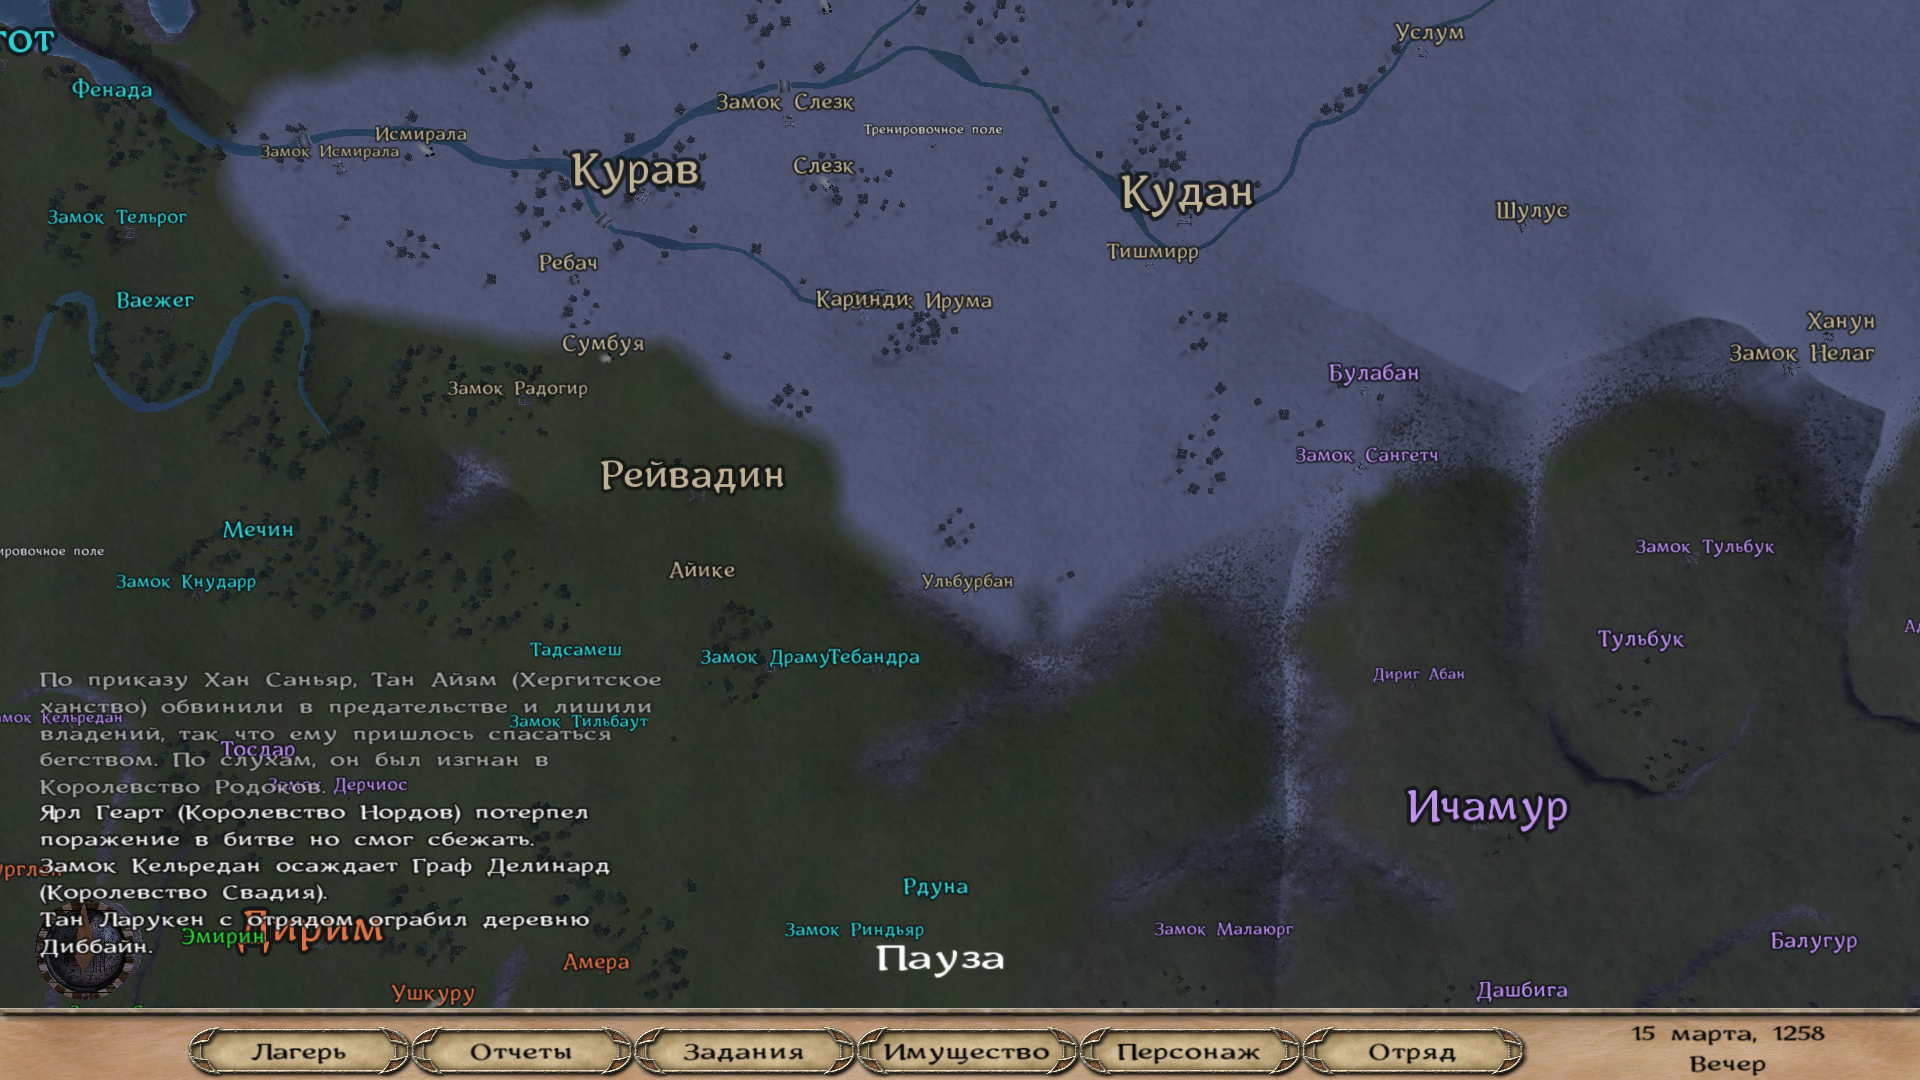 Услум
гот
Фенада
Замок Слезк
Тренировочное поле
Исмирала
Замок Исмирала
Курав
Слезк
Кудан
Замок Тельрог
Шулус
Тишмирр
Ребач
Ваежег
Каринди
Ирума
Ханун
Сумбуя
Замок Нелаг
Булабан
Замок Радогир
Замок Сангетч
Рейвадин
Мечин
Замок Тульбук
ировочное поле
Айике
Замок Кнударр
Ульбурбан
Тульбук
Тадсамеш
Замок Драму
Тебандра
Дириг Абан
По приказу Хан Саньяр, Тан Айям (Хергитское
ханство) обвинили в предательстве и лишили
владений, так что ему пришлось спасаться
бегством. По слухам, он был изгнан в
Королевство Родоков.
амок Кельредан
Замок Тильбаут
Тосдар
Замок Дерчиос
Ичамур
Ярл Геарт (Королевство Нордов) потерпел
поражение в битве но смог сбежать.
Замок Кельредан осаждает Граф Делинард
(Королевство Свадия).
Тан Ларукен с отрядом ограбил деревню
Диббайн.
Рдуна
Эмирин
Дирим
Замок Риндьяр
Замок Малаюрг
Балугур
Пауза
Амера
Ушкуру
Дашбига
Лагерь
Отчеты
Задания
Имущество
Персонаж
Отряд
15 марта, 1258
Вечер